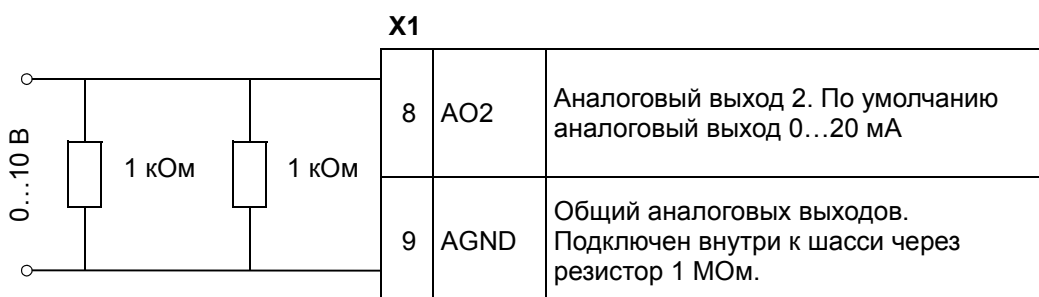 X1
0…10 В
1 кОм
1 кОм
8
AO2
Аналоговый выход 2. По умолчанию
аналоговый выход 0…20 мА
9
AGND
Общий аналоговых выходов.
Подключен внутри к шасси через
резистор 1 МОм.